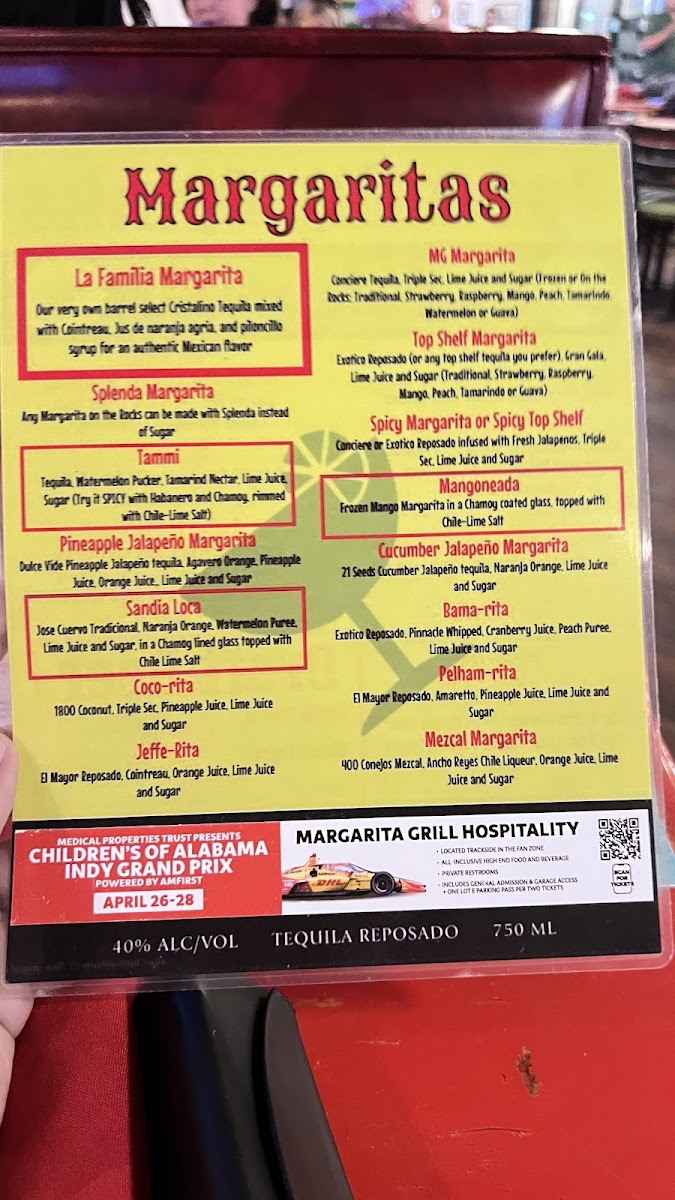 Margaritas
La Familia Margarita
Our very own barrel select Cristalino Tequila mixed
with Cointreau, Jus de naranja agria, and piloncillo
syrup for an authentic Mexican flavor
Splenda Margarita
Any Margarita on the Rocks can be made with Splenda instead
of Sugar
Tammi
Tequila, Watermelon Pucker, Tamarind Nectar, Lime Juice,
Sugar (Try it SPICY with Habanero and Chamoy, rimmed
with Chile-Lime Salt)
Pineapple Jalapeño Margarita
Dulce Vide Pineapple Jalapeño tequila, Agavero Orange, Pineapple
Juice, Orange Juice,, Lime Juice and Sugar
Sandia Loca
Jose Cuervo Tradicional, Naranja Orange, Watermelon Puree,
Lime Juice and Sugar, in a Chamoy lined glass topped with
Chile Lime Salt
Coco-rita
1800 Coconut, Triple Sec, Pineapple Juice, Lime Juice
and Sugar
Jeffe-Rita
El Mayor Reposado, Cointreau, Orange Juice, Lime Juice
and Sugar
MG Margarita
Conciere Tequila, Triple Sec, Lime Juice and Sugar (Frozen or On the
Rocks; Traditional, Strawberry, Raspberry, Mango, Peach, Tamarindo,
Watermelon or Guava)
Top Shelf Margarita
Exotico Reposado (or any top shelf tequila you prefer), Gran Gala,
Lime Juice and Sugar (Traditional, Strawberry, Raspberry,
Mango, Peach, Tamarindo or Guava)
Spicy Margarita or Spicy Top Shelf
Conciere or Exotico Reposado infused with Fresh Jalapenos, Triple
Sec, Lime Juice and Sugar
Mangoneada
Frozen Mango Margarita in a Chamoy coated glass, topped with
Chile-Lime Salt
Cucumber Jalapeño Margarita
21 Seeds Cucumber Jalapeño tequila, Naranja Orange, Lime Juice
and Sugar
Bama-rita
Exotico Reposado, Pinnacle Whipped, Cranberry Juice, Peach Puree,
Lime Juice and Sugar
Pelham-rita
El Mayor Reposado, Amaretto, Pineapple Juice, Lime Juice and
Sugar
Mezcal Margarita
400 Conejos Mezcal, Ancho Reyes Chile Liqueur, Orange Juice, Lime
Juice and Sugar
MEDICAL PROPERTIES TRUST PRESENTS
CHILDREN'S OF ALABAMA
INDY GRAND PRIX
POWERED BY AMFIRST
APRIL 26-28
MARGARITA GRILL HOSPITALITY
• LOCATED TRACKSIDE IN THE FAN ZONE
• ALL-INCLUSIVE HIGH END FOOD AND BEVERAGE
• PRIVATE RESTROOMS
• INCLUDES GENERAL ADMISSION & GARAGE ACCESS
+ ONE LOT E PARKING PASS PER TWO TICKETS
DHL
SCAN
FOR
TICKETS
40% ALC/VOL TEQUILA REPOSADO 750 ML